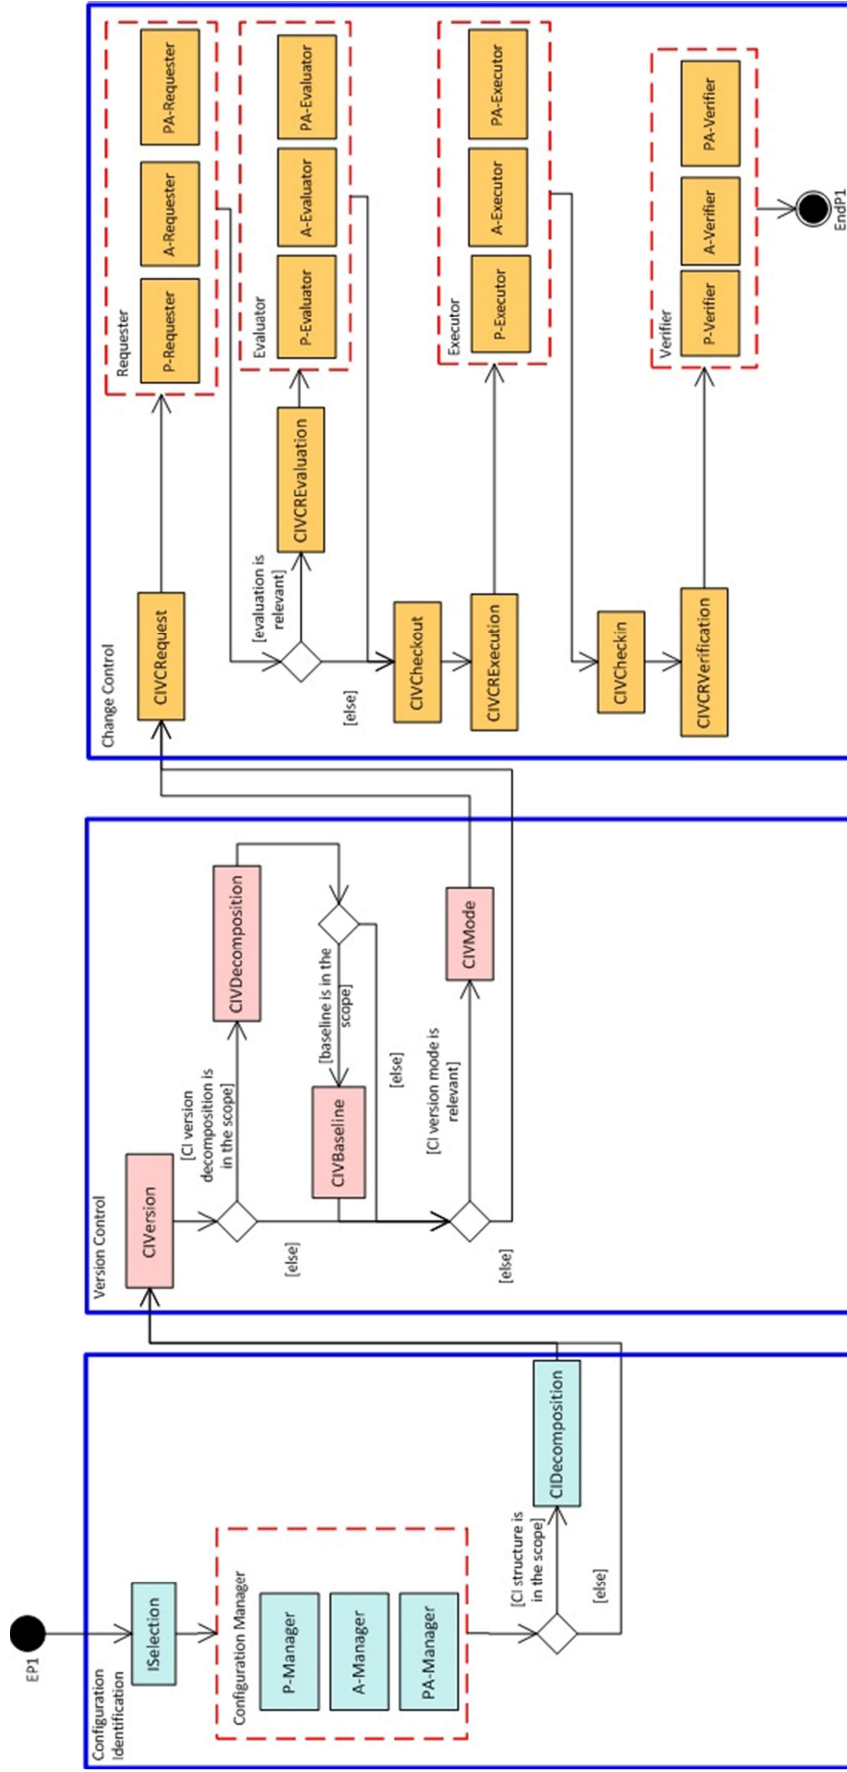 EP1
Configuration
Identification
ISelection
Configuration Manager
P-Manager
A-Manager
PA-Manager
[CI structure is
in the scope]
[else]
CIDecomposition
Version Control
CIVersion
[CI version
decomposition is
in the scope]
[else]
CIVDecomposition
[baseline is in the
scope]
CIVBaseline
[else]
[CI version mode is
relevant]
[else]
CIVMode
Change Control
CIVCRequest
Requester
P-Requester
A-Requester
PA-Requester
[evaluation is
relevant]
[else]
CIVCREvaluation
Evaluator
P-Evaluator
A-Evaluator
PA-Evaluator
CIVCheckout
CIVCRExecution
Executor
P-Executor
A-Executor
PA-Executor
CIVCheckin
CIVCRVerification
Verifier
P-Verifier
A-Verifier
PA-Verifier
EndP1